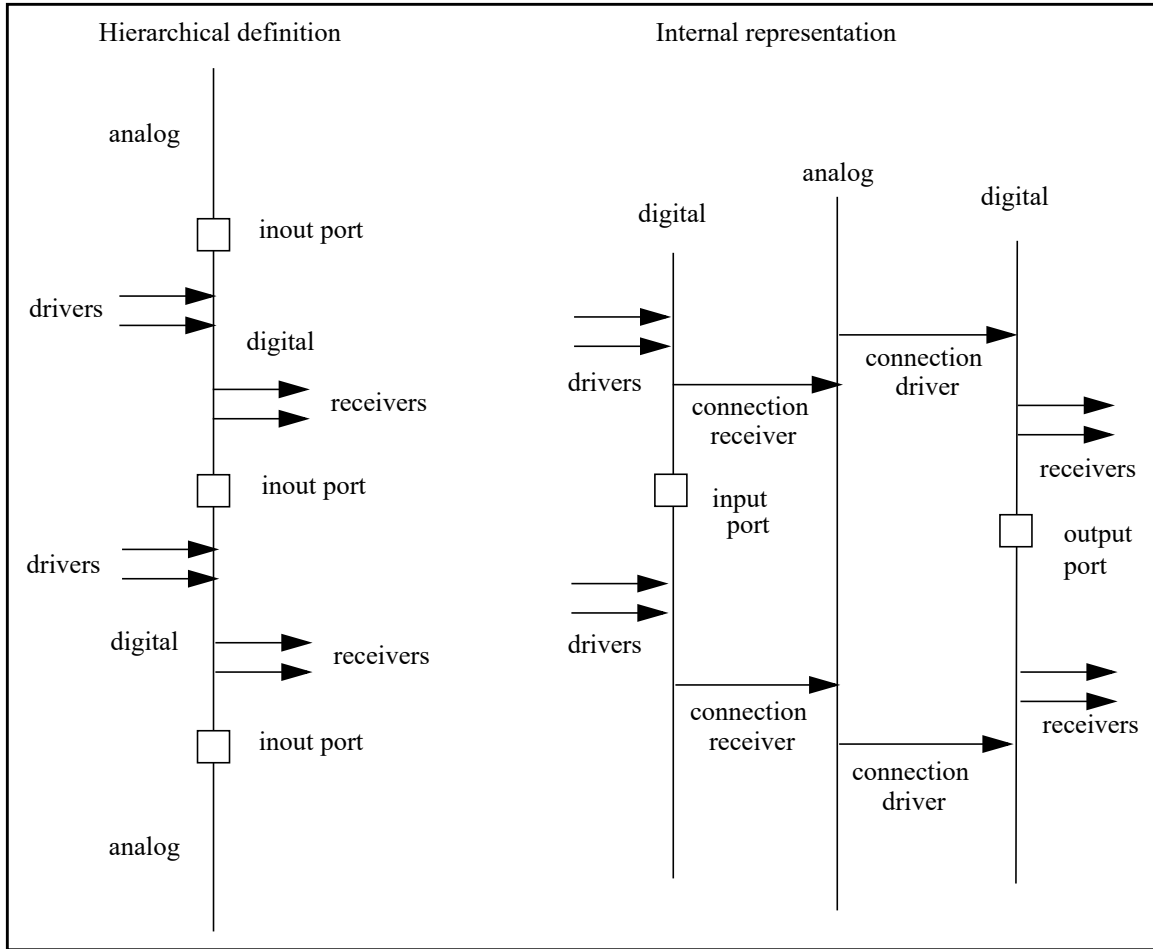 Hierarchical definition
analog
inout port
drivers
digital
receivers
inout port
drivers
digital
receivers
inout port
analog
Internal representation
digital
analog
digital
drivers
connection
receiver
connection
driver
receivers
input
port
output
port
drivers
connection
receiver
receivers
connection
driver